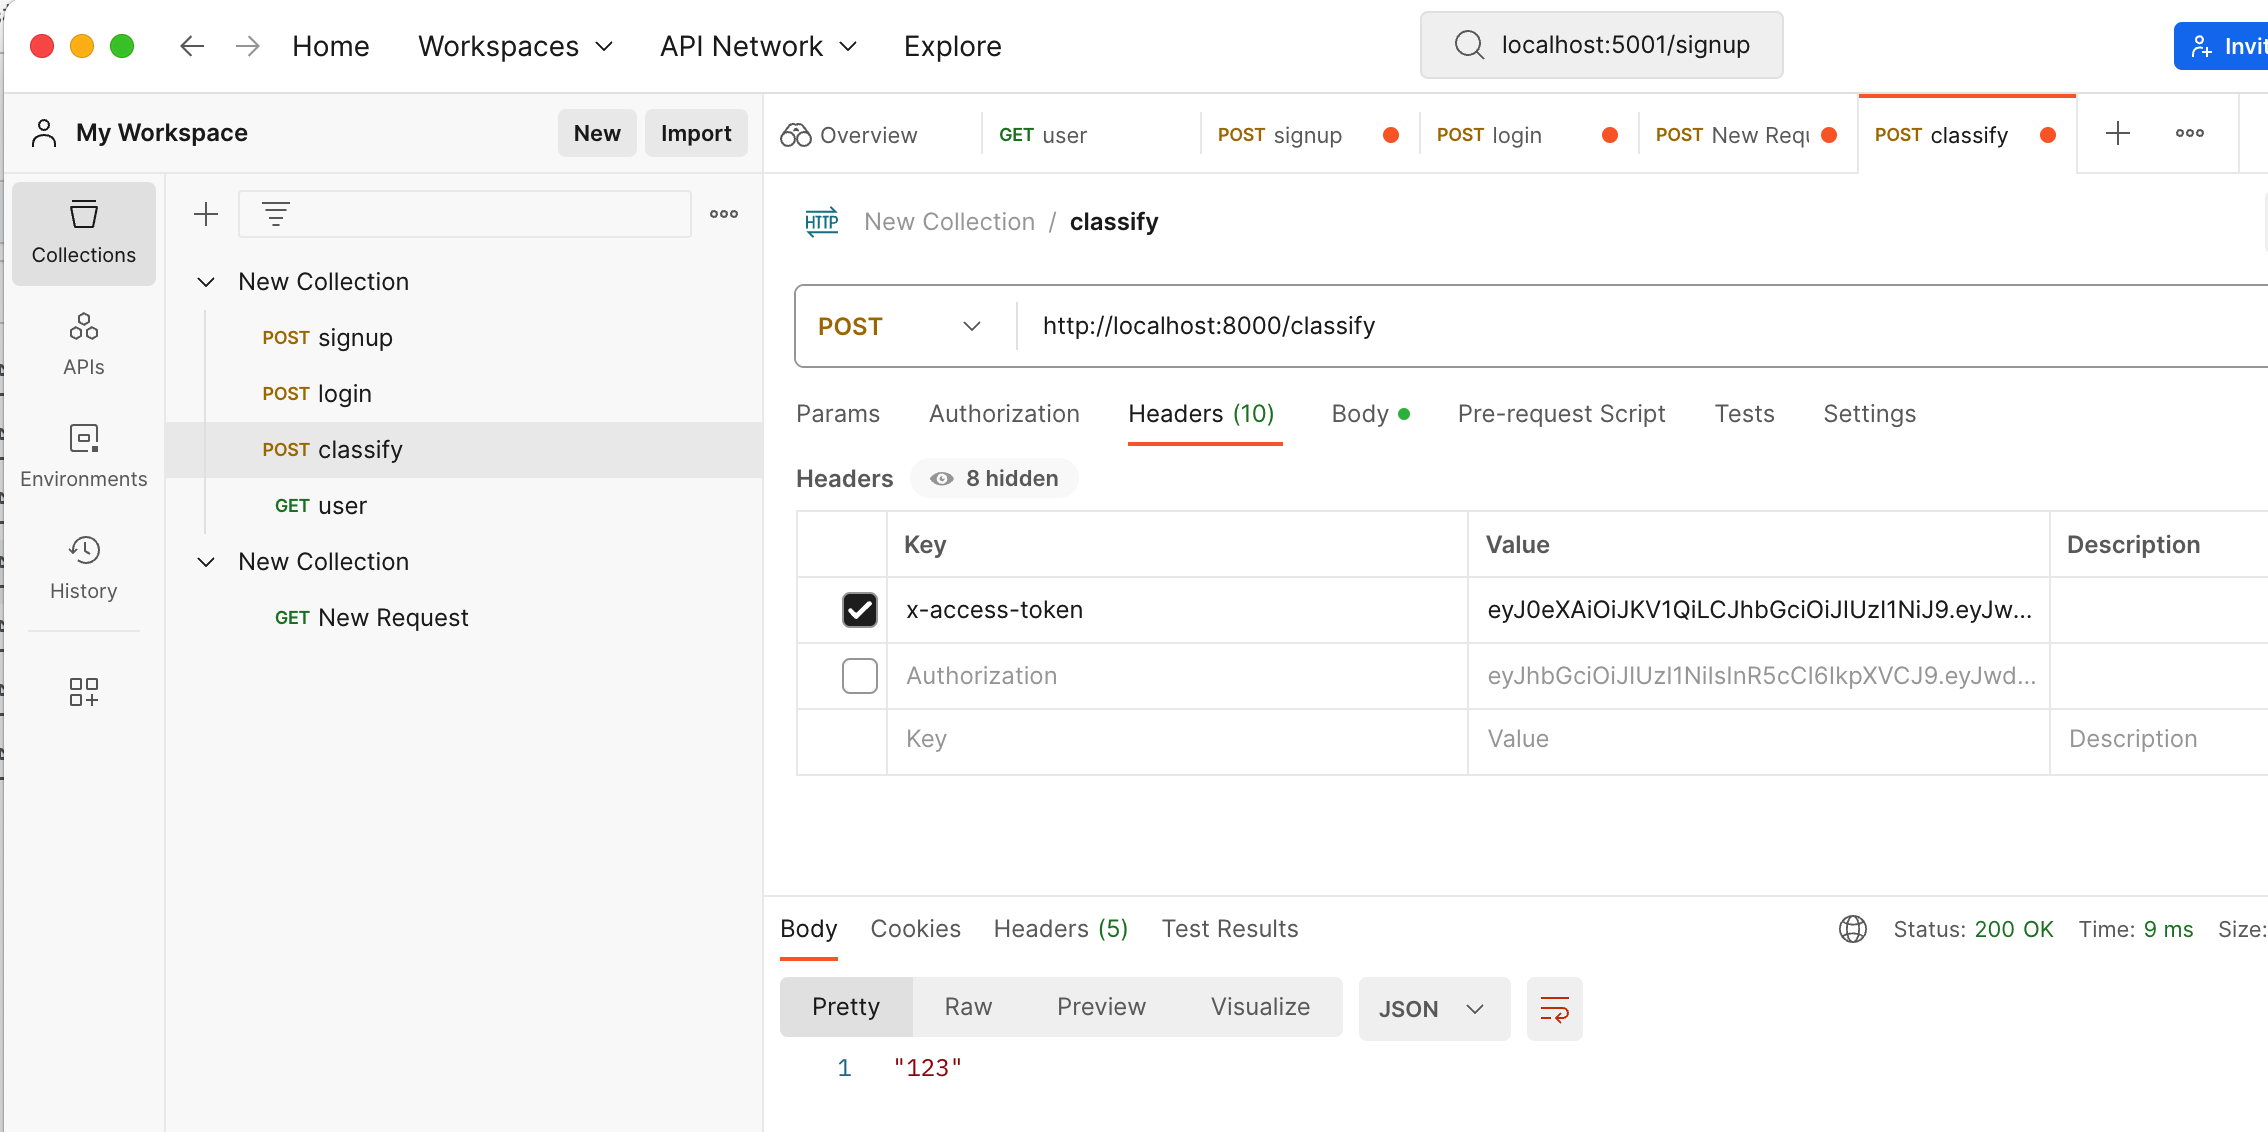 Home Workspaces API Network Explore localhost:5001/signup
My Workspace New Import
Overview GET user POST signup POST login POST New Requ POST classify
Collections
APIs
Environments
History
New Collection
POST signup
POST login
POST classify
GET user
New Collection
GET New Request
HTTP New Collection / classify
POST http://localhost:8000/classify
Params Authorization Headers (10) Body Pre-request Script Tests Settings
Headers 8 hidden
Key Value Description
x-access-token eyJ0eXAiOiJKV1QiLCJhbGciOiJIUzI1NiJ9.eyJw...
Authorization eyJhbGciOiJIUzI1NiIsInR5cCI6IkpXVCJ9.eyJwd...
Key Value Description
Body Cookies Headers (5) Test Results Status: 200 OK Time: 9 ms Size:
Pretty Raw Preview Visualize JSON
1 "123"